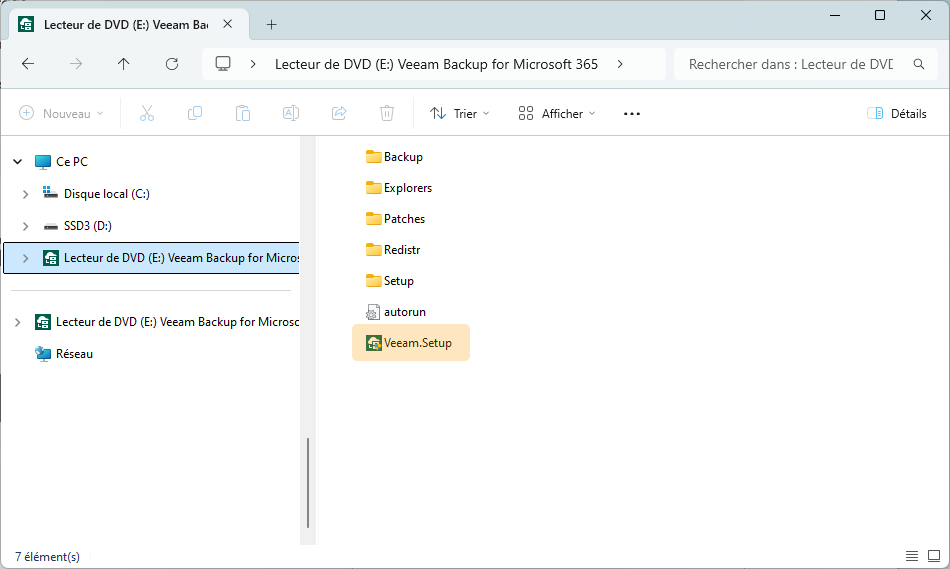 Lecteur de DVD (E:) Veeam Bac
Lecteur de DVD (E:) Veeam Backup for Microsoft 365
Rechercher dans : Lecteur de DVD
Nouveau
Trier
Afficher
Détails
Ce PC
Disque local (C:)
SSD3 (D:)
Lecteur de DVD (E:) Veeam Backup for Micros
Lecteur de DVD (E:) Veeam Backup for Microso
Réseau
Backup
Explorers
Patches
Redistr
Setup
autorun
Veeam.Setup
7 élément(s)